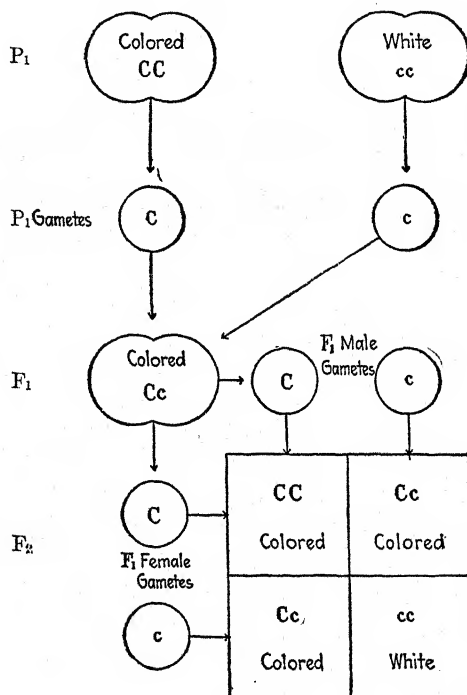 P₁
Colored
CC
White
cc
P₁ Gametes
C
c
F₁
Colored
Cc
C
F₁ Male
Gametes
c
F₂
C
F₁ Female
Gametes
c
CC
Colored
Cc
Colored
Cc
Colored
cc
White